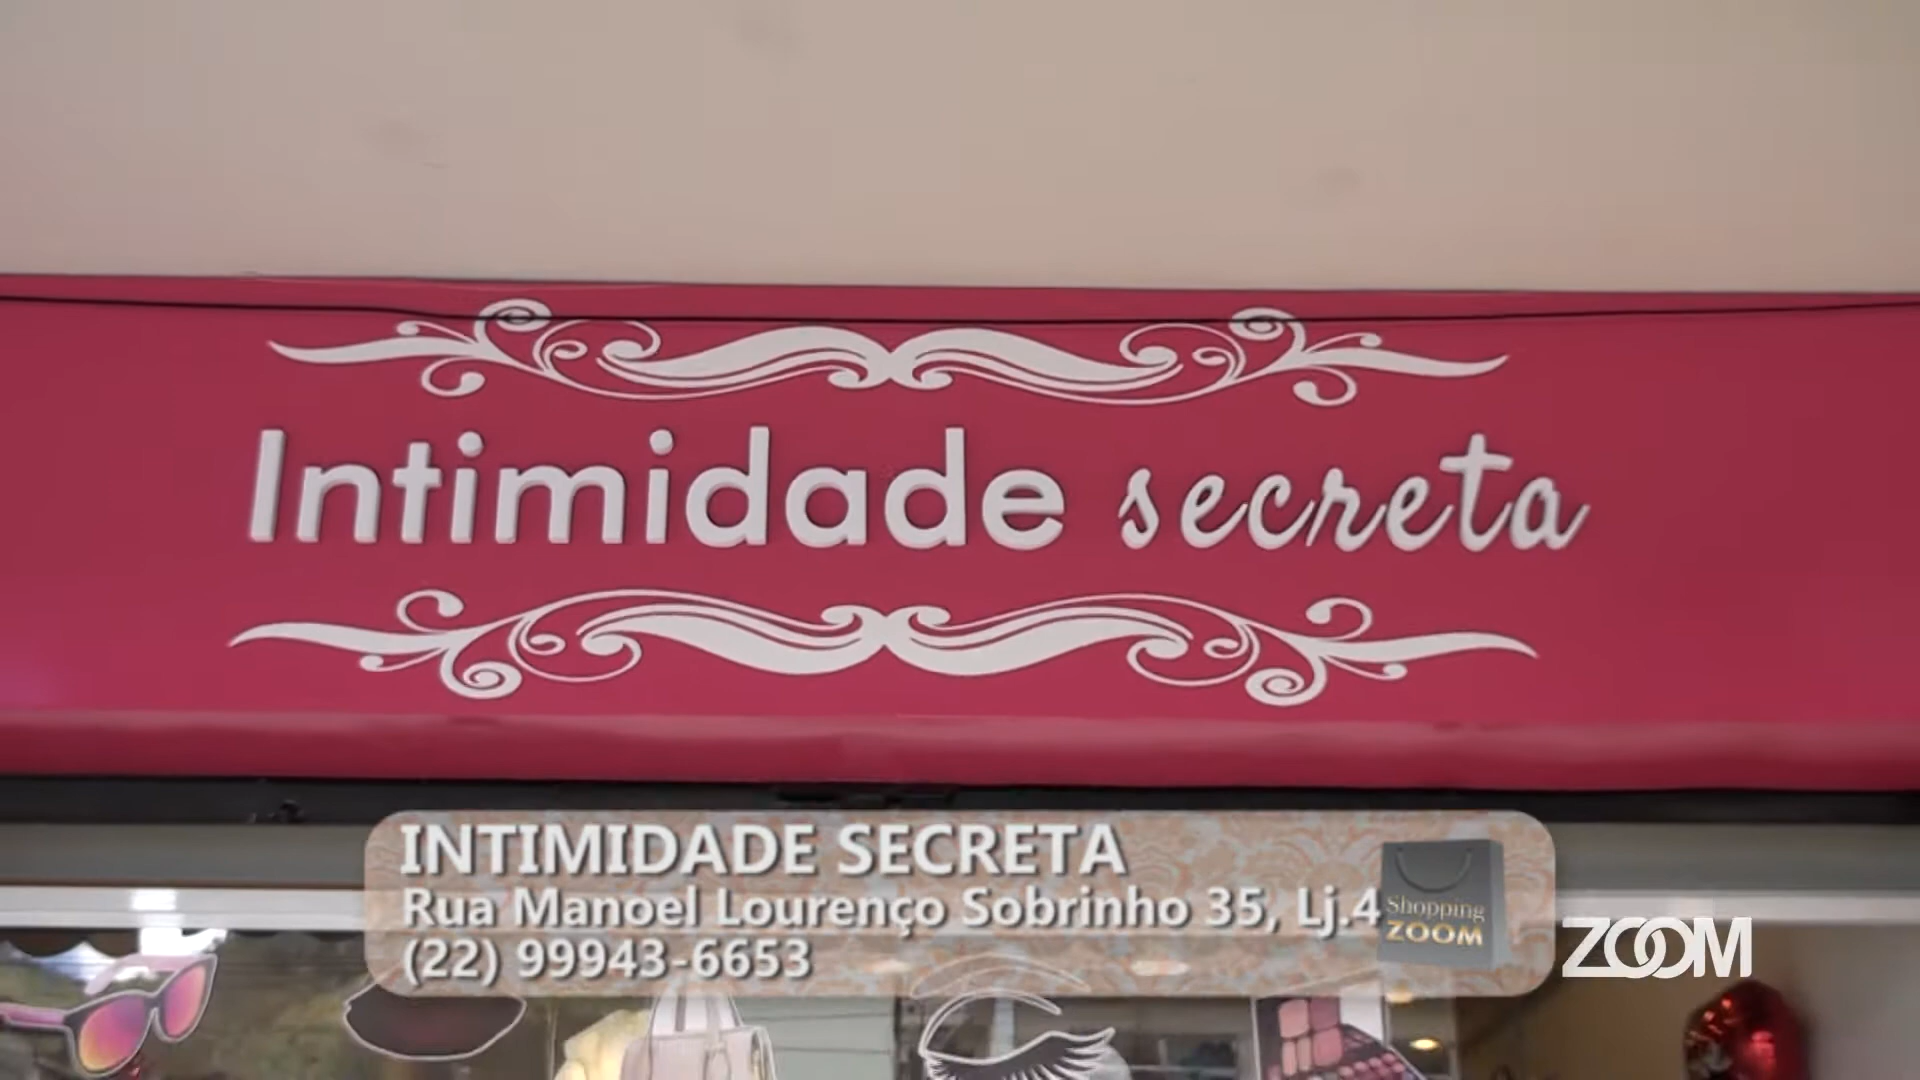 Intimidade secreta
INTIMIDADE SECRETA
Rua Manoel Lourenço Sobrinho 35, Lj.4
(22) 99943-6653
Shopping
ZOOM
ZOOM